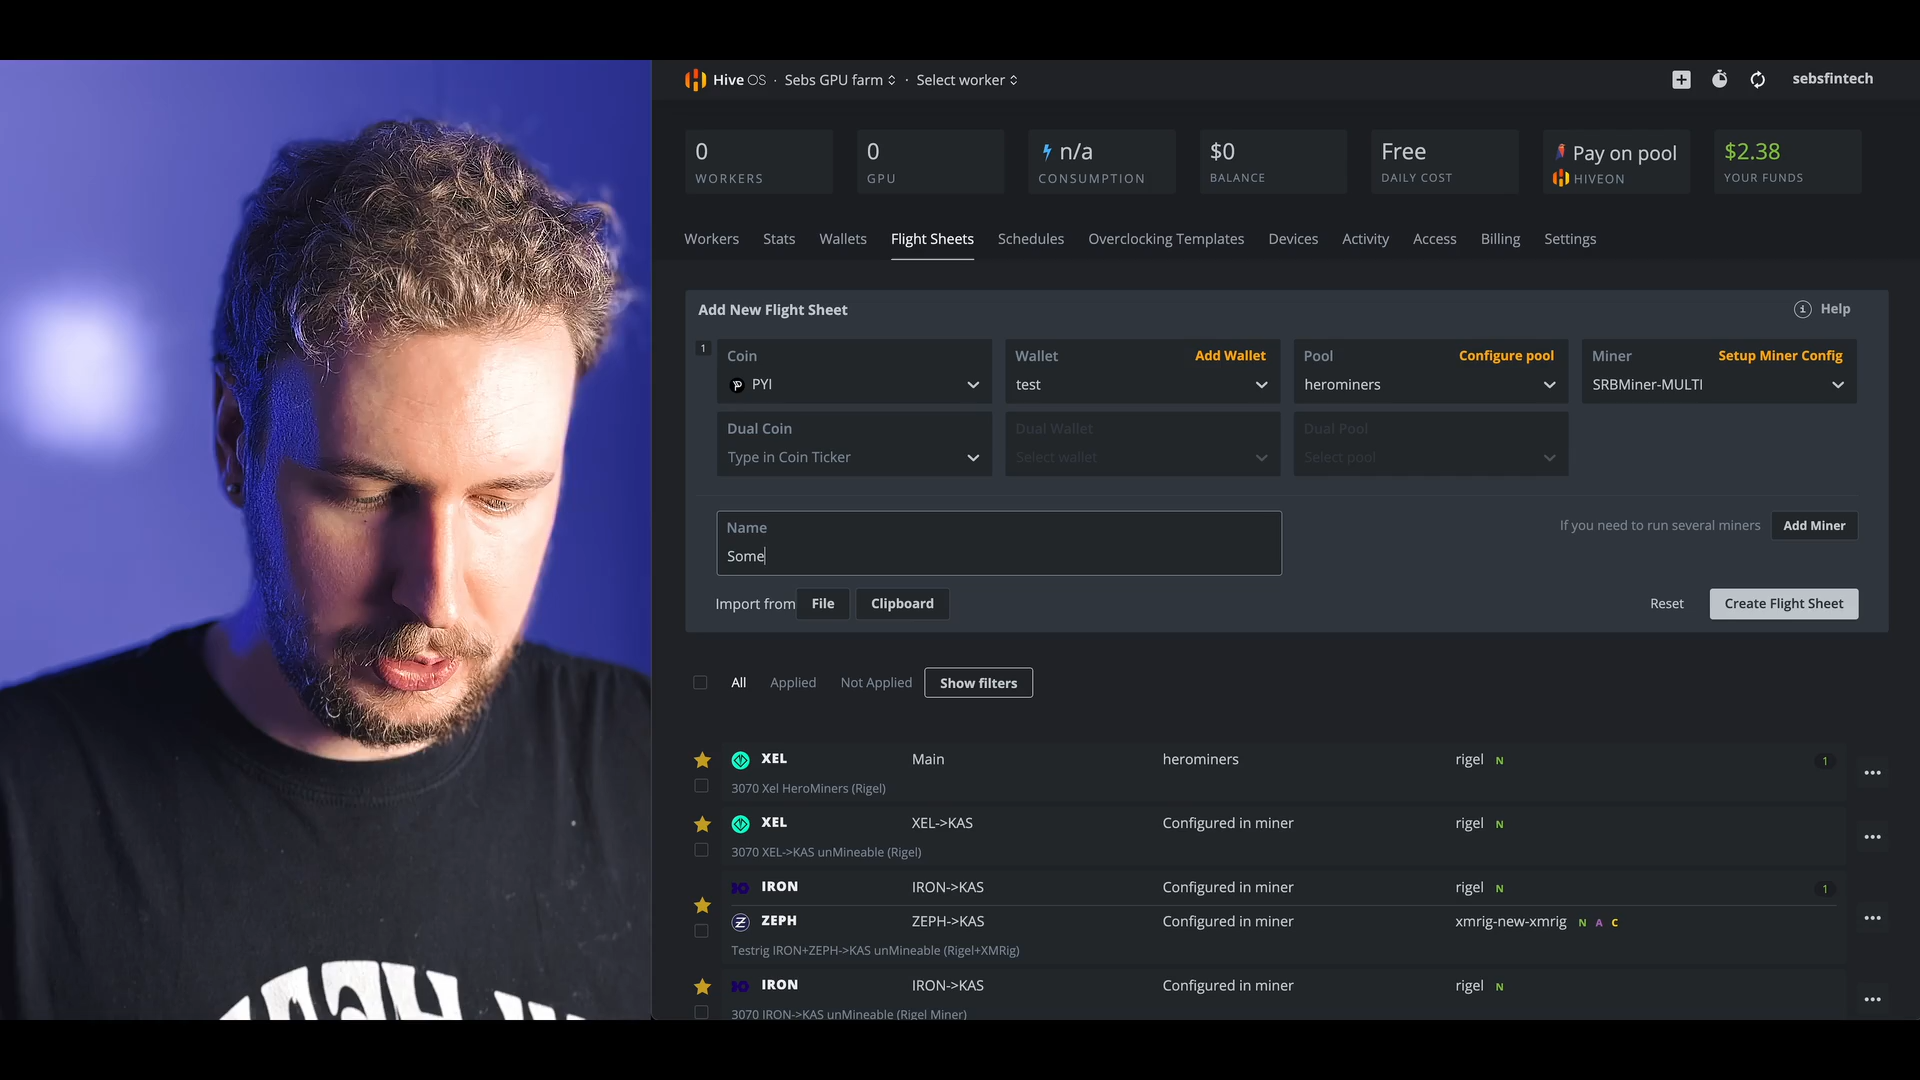 Hive OS · Sebs GPU farm · Select worker
sebsfintech
0 0 n/a $0 Free Pay on pool $2.38
WORKERS GPU CONSUMPTION BALANCE DAILY COST HIVEON YOUR FUNDS
Workers Stats Wallets Flight Sheets Schedules Overclocking Templates Devices Activity Access Billing Settings
Add New Flight Sheet Help
1 Coin Wallet Add Wallet Pool Configure pool Miner Setup Miner Config
PYI test herominers SRBMiner-MULTI
Dual Coin Dual Wallet Dual Pool
Type in Coin Ticker Select wallet Select pool
Name
If you need to run several miners Add Miner
Some
Import from File Clipboard Reset Create Flight Sheet
All Applied Not Applied Show filters
XEL Main herominers rigel N 1
3070 Xel HeroMiners (Rigel)
XEL XEL->KAS Configured in miner rigel N
3070 XEL->KAS unMineable (Rigel)
IRON IRON->KAS Configured in miner rigel N 1
ZEPH ZEPH->KAS Configured in miner xmrig-new-xmrig N A C
Testrig IRON+ZEPH->KAS unMineable (Rigel+XMRig)
IRON IRON->KAS Configured in miner rigel N
3070 IRON->KAS unMineable (Rigel Miner)